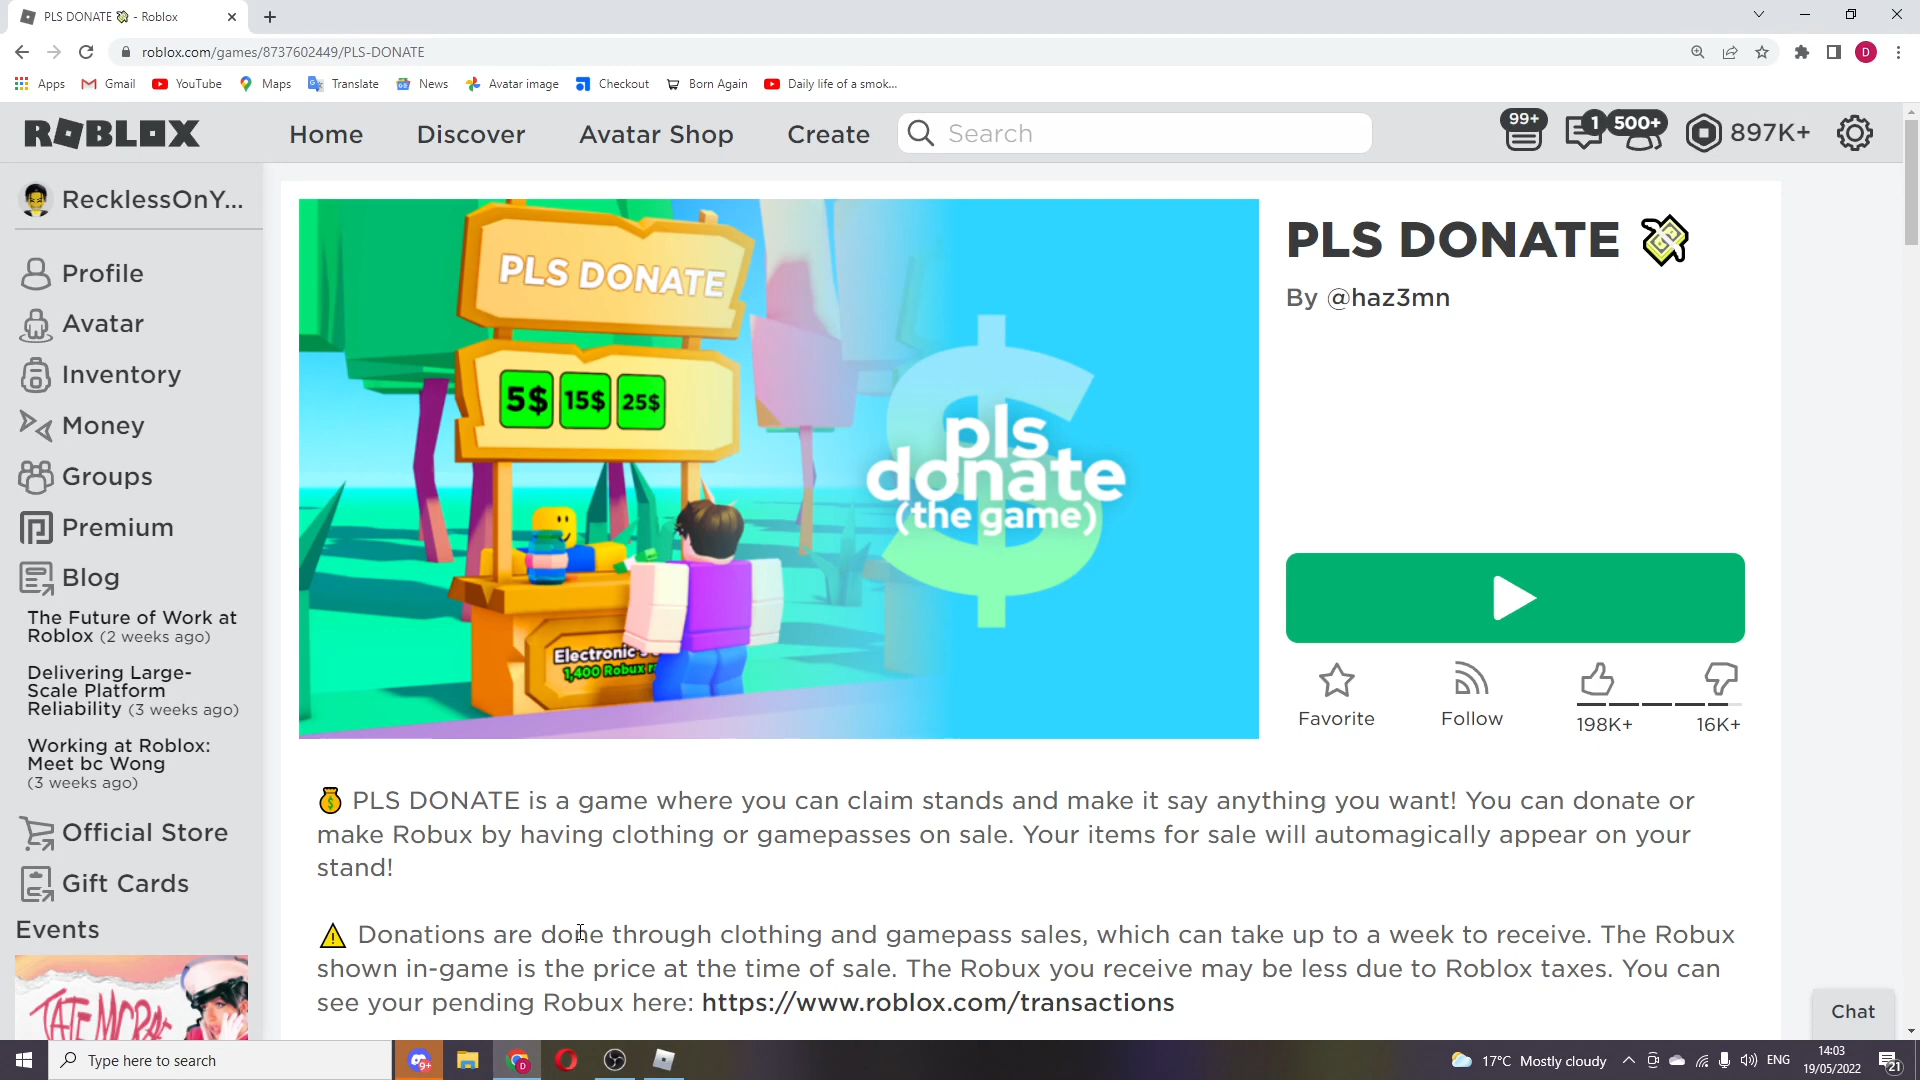 PLS DONATE 💸 - Roblox
roblox.com/games/8737602449/PLS-DONATE
D
Apps
Gmail
YouTube
Maps
Translate
News
Avatar image
Checkout
Born Again
Daily life of a smok...
ROBLOX
Home
Discover
Avatar Shop
Create
Search
99+
1
500+
897K+
RecklessOnY...
Profile
Avatar
Inventory
Money
Groups
Premium
Blog
The Future of Work at
Roblox (2 weeks ago)
Delivering Large-
Scale Platform
Reliability (3 weeks ago)
Working at Roblox:
Meet bc Wong
(3 weeks ago)
Official Store
Gift Cards
Events
PLS DONATE
5$ 15$ 25$
Electronic
1,400 Robux
pls
donate
(the game)
PLS DONATE 💸
By @haz3mn
Favorite
Follow
198K+
16K+
💰 PLS DONATE is a game where you can claim stands and make it say anything you want! You can donate or
make Robux by having clothing or gamepasses on sale. Your items for sale will automagically appear on your
stand!
⚠ Donations are done through clothing and gamepass sales, which can take up to a week to receive. The Robux
shown in-game is the price at the time of sale. The Robux you receive may be less due to Roblox taxes. You can
see your pending Robux here: https://www.roblox.com/transactions
Chat
Type here to search
9+
D
17°C Mostly cloudy
ENG
14:03
19/05/2022
21